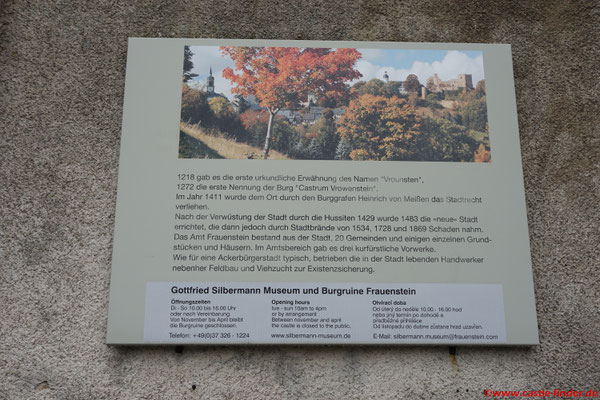 1218 gab es die erste urkundliche Erwähnung des Namen "Vrounsten",
1272 die erste Nennung der Burg "Castrum Vrowenstein".
Im Jahr 1411 wurde dem Ort durch den Burggrafen Heinrich von Meißen das Stadtrecht
verliehen.
Nach der Verwüstung der Stadt durch die Hussiten 1429 wurde 1483 die »neue« Stadt
errichtet, die dann jedoch durch Stadtbrände von 1534, 1728 und 1869 Schaden nahm.
Das Amt Frauenstein bestand aus der Stadt, 20 Gemeinden und einigen einzelnen Grund-
stücken und Häusern. Im Amtsbereich gab es drei kurfürstliche Vorwerke.
Wie für eine Ackerbürgerstadt typisch, betrieben die in der Stadt lebenden Handwerker
nebenher Feldbau und Viehzucht zur Existenzsicherung.
Gottfried Silbermann Museum und Burgruine Frauenstein
Öffnungszeiten
Di - So 10.00 bis 16.00 Uhr
oder nach Vereinbarung
Von November bis April bleibt
die Burgruine geschlossen.
Telefon: +49(0)37 326 - 1224
Opening hours
tue - sun 10am to 4pm
or by arrangement
Between november and april
the castle is closed to the public.
www.silbermann-museum.de
Otvírací doba
Od úterý do neděle 10.00 - 16.00 hod
nebo jiný termín po dohodě a
předběžné přihlášce
Od listopadu do dubna zůstane hrad uzavřen.
E-Mail: silbermann.museum@frauenstein.com